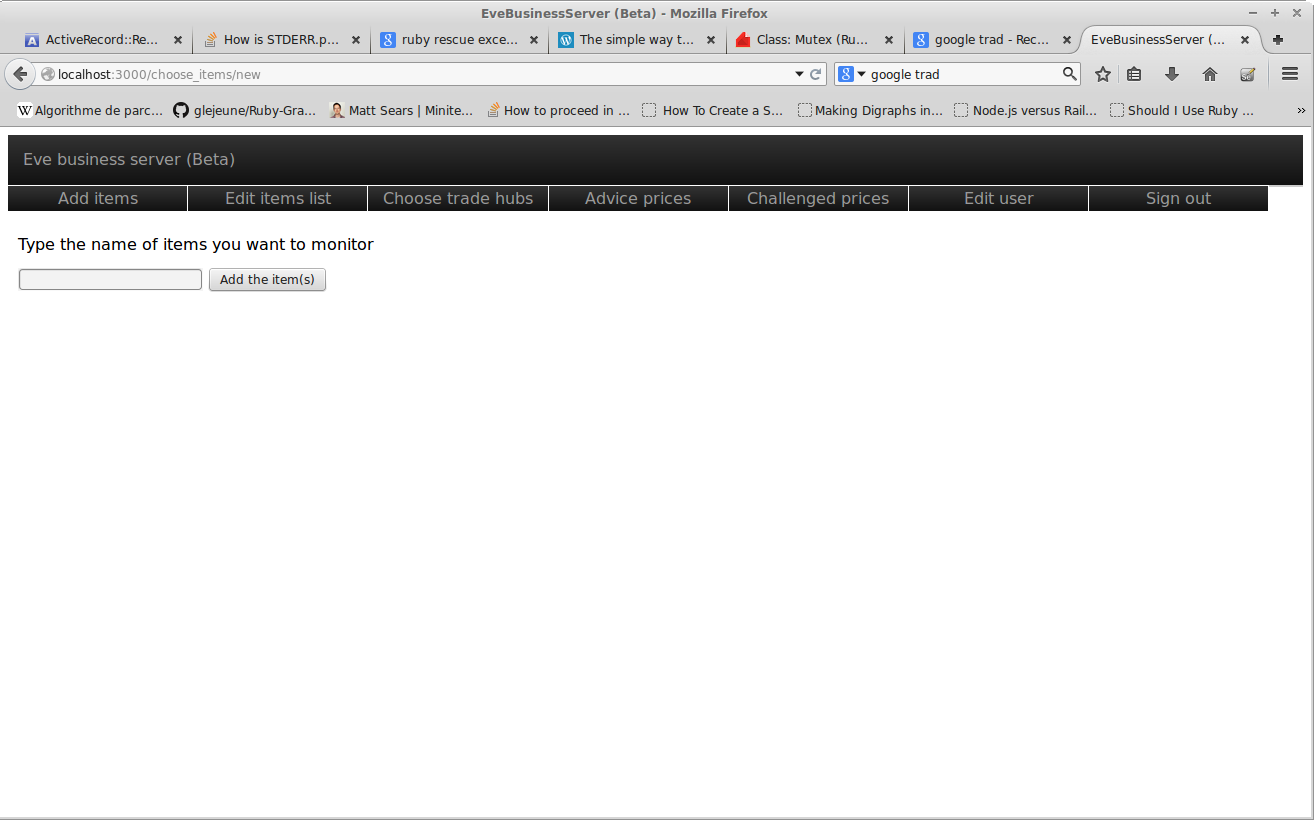 EveBusinessServer (Beta) - Mozilla Firefox
ActiveRecord::Re... How is STDERR.p... ruby rescue exce... The simple way t... Class: Mutex (Ru... google trad - Rec... EveBusinessServer (...
localhost:3000/choose_items/new google trad
Algorithme de parc... glejeune/Ruby-Gra... Matt Sears | Minite... How to proceed in ... How To Create a S... Making Digraphs in... Node.js versus Rail... Should I Use Ruby ...
Eve business server (Beta)
Add items Edit items list Choose trade hubs Advice prices Challenged prices Edit user Sign out
Type the name of items you want to monitor
Add the item(s)